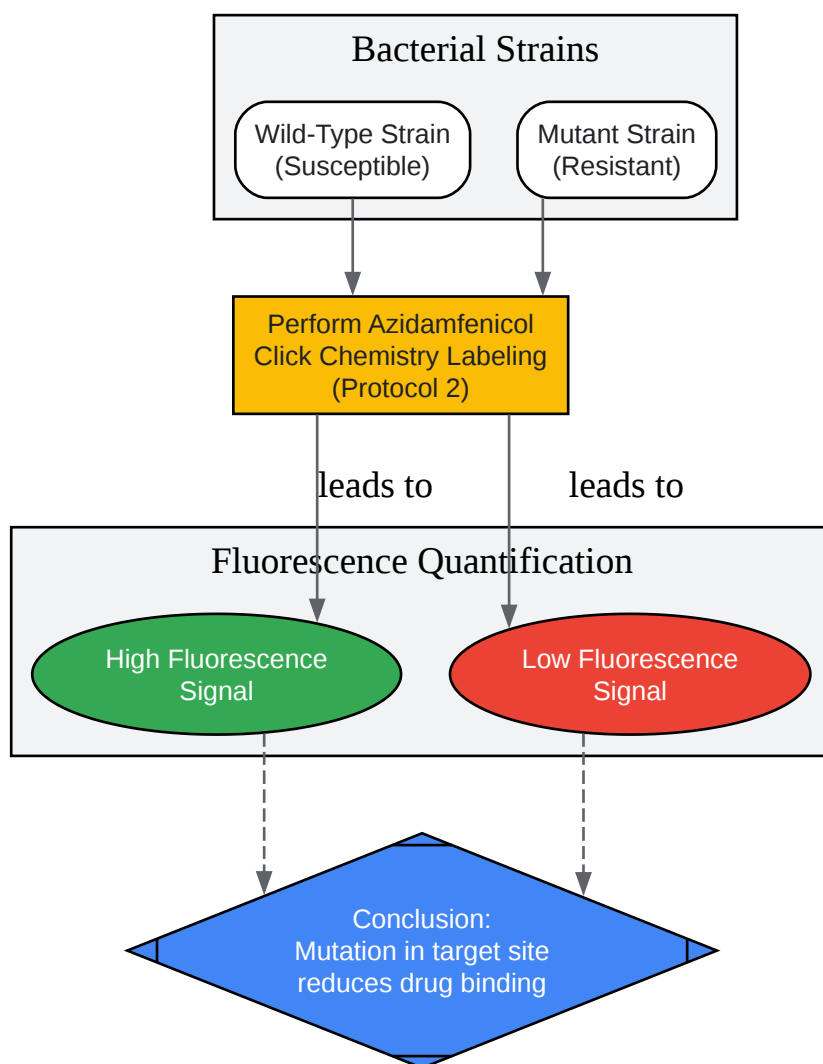 Bacterial Strains
Wild-Type Strain
(Susceptible)
Mutant Strain
(Resistant)
Perform Azidamfenicol
Click Chemistry Labeling
(Protocol 2)
leads to
leads to
Fluorescence Quantification
High Fluorescence
Signal
Low Fluorescence
Signal
Conclusion:
Mutation in target site
reduces drug binding